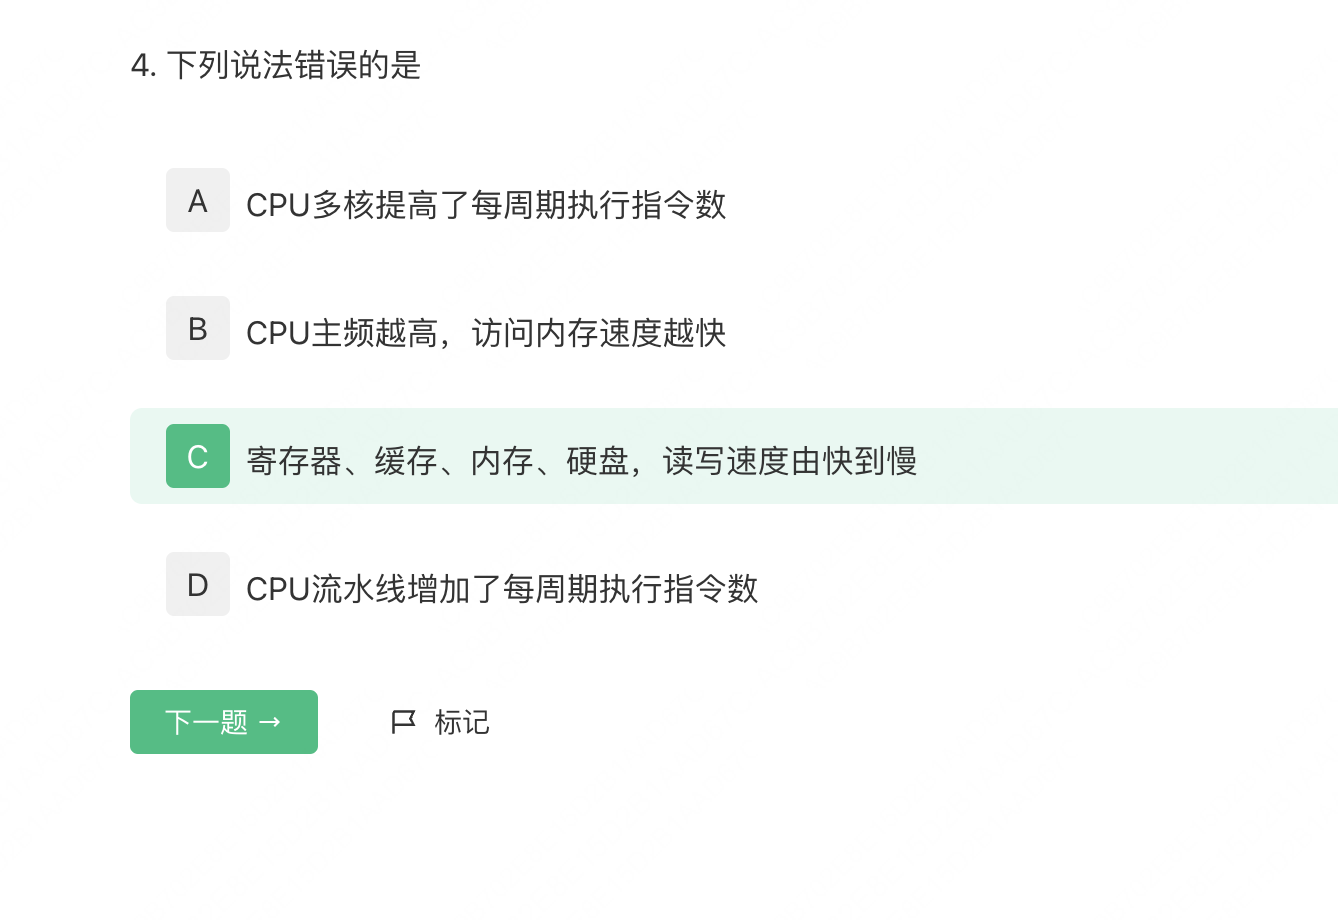 4. 下列说法错误的是
A CPU多核提高了每周期执行指令数
B CPU主频越高，访问内存速度越快
C 寄存器、缓存、内存、硬盘，读写速度由快到慢
D CPU流水线增加了每周期执行指令数
下一题 → 标记